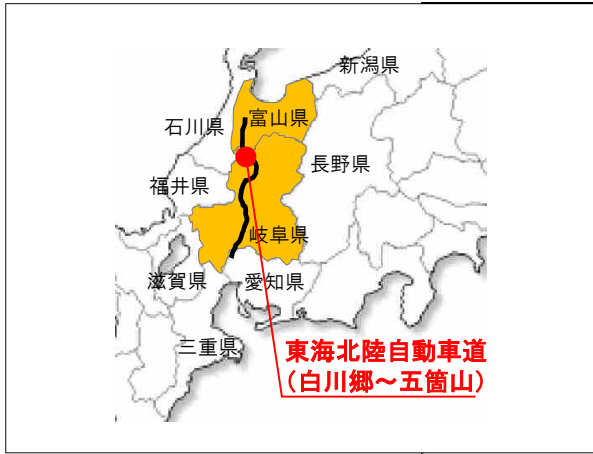 新潟県
石川県
富山県
長野県
福井県
岐阜県
滋賀県
愛知県
三重県
東海北陸自動車道
（白川郷～五箇山）